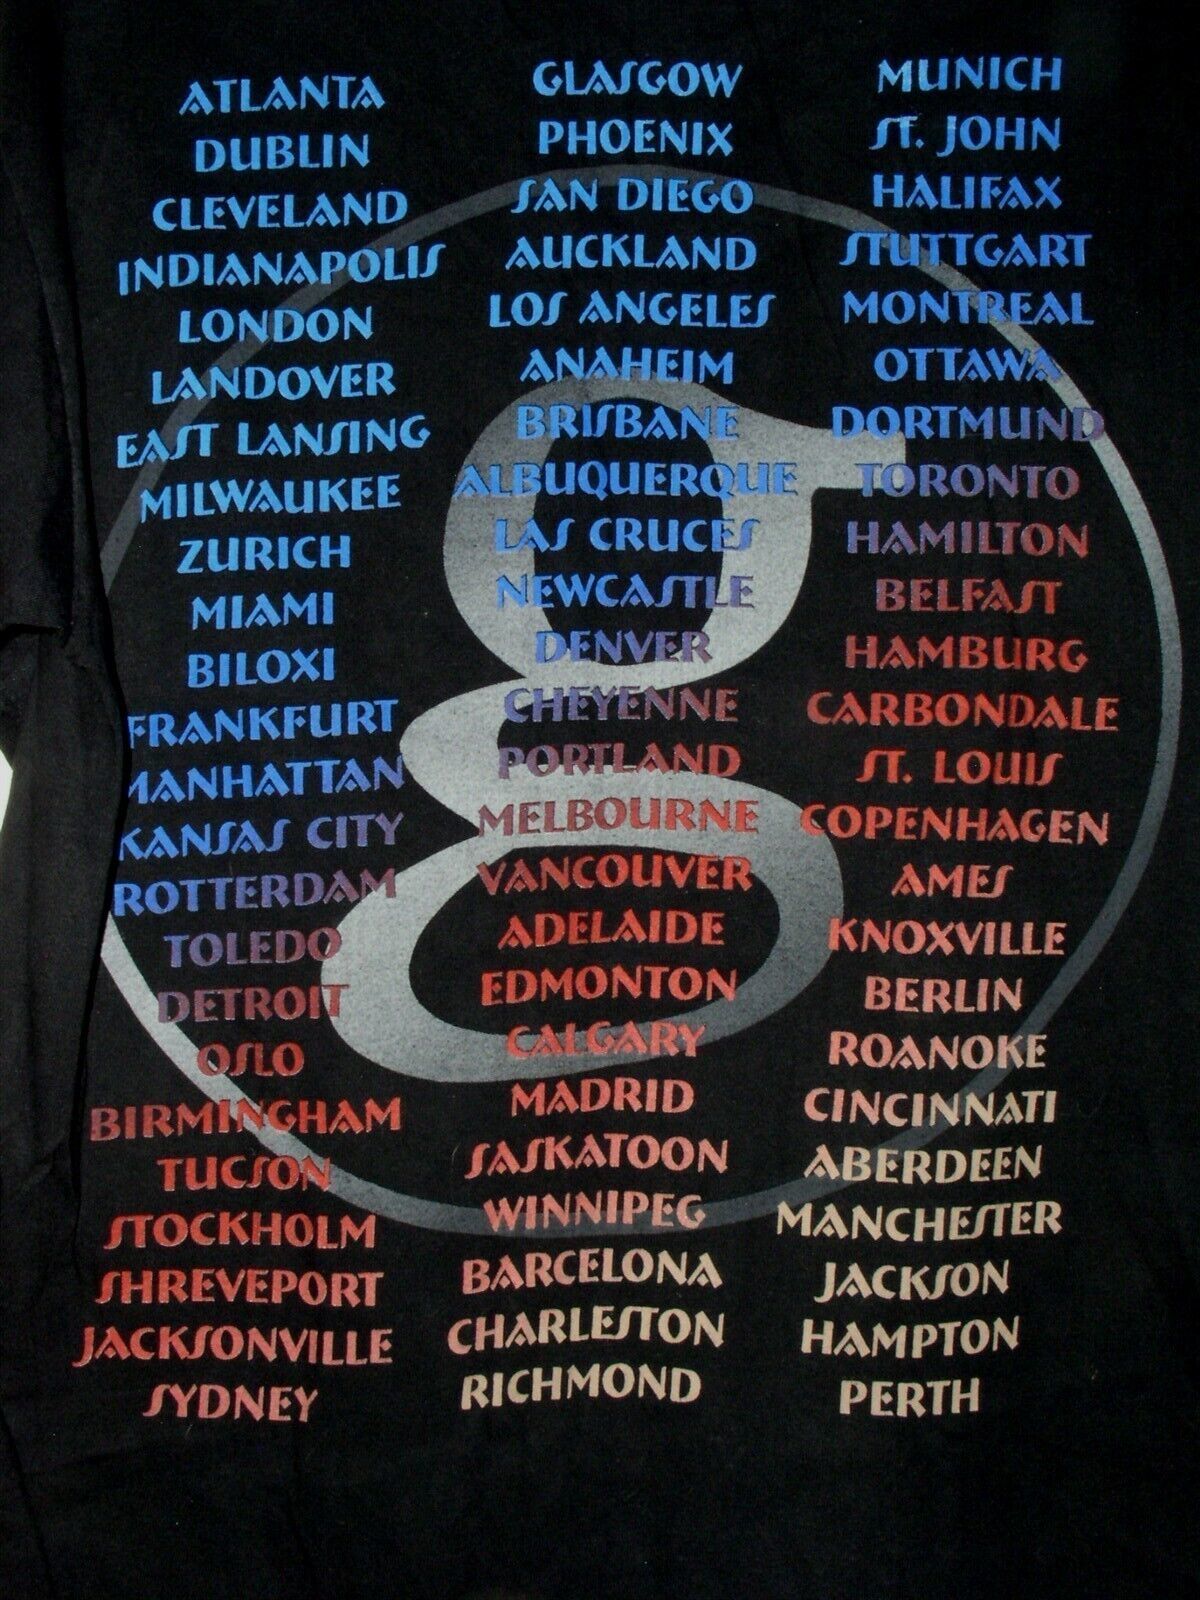 ATLANTA
DUBLIN
CLEVELAND
INDIANAPOLIS
LONDON
LANDOVER
EAST LANSING
MILWAUKEE
ZURICH
MIAMI
BILOXI
FRANKFURT
MANHATTAN
KANSAS CITY
ROTTERDAM
TOLEDO
DETROIT
OSLO
BIRMINGHAM
TUCSON
STOCKHOLM
SHREVEPORT
JACKSONVILLE
SYDNEY
GLASGOW
PHOENIX
SAN DIEGO
AUCKLAND
LOS ANGELES
ANAHEIM
BRISBANE
ALBUQUERQUE
LAS CRUCES
NEWCASTLE
DENVER
CHEYENNE
PORTLAND
MELBOURNE
VANCOUVER
ADELAIDE
EDMONTON
CALGARY
MADRID
SASKATOON
WINNIPEG
BARCELONA
CHARLESTON
RICHMOND
MUNICH
ST. JOHN
HALIFAX
STUTTGART
MONTREAL
OTTAWA
DORTMUND
TORONTO
HAMILTON
BELFAST
HAMBURG
CARBONDALE
ST. LOUIS
COPENHAGEN
AMES
KNOXVILLE
BERLIN
ROANOKE
CINCINNATI
ABERDEEN
MANCHESTER
JACKSON
HAMPTON
PERTH
g